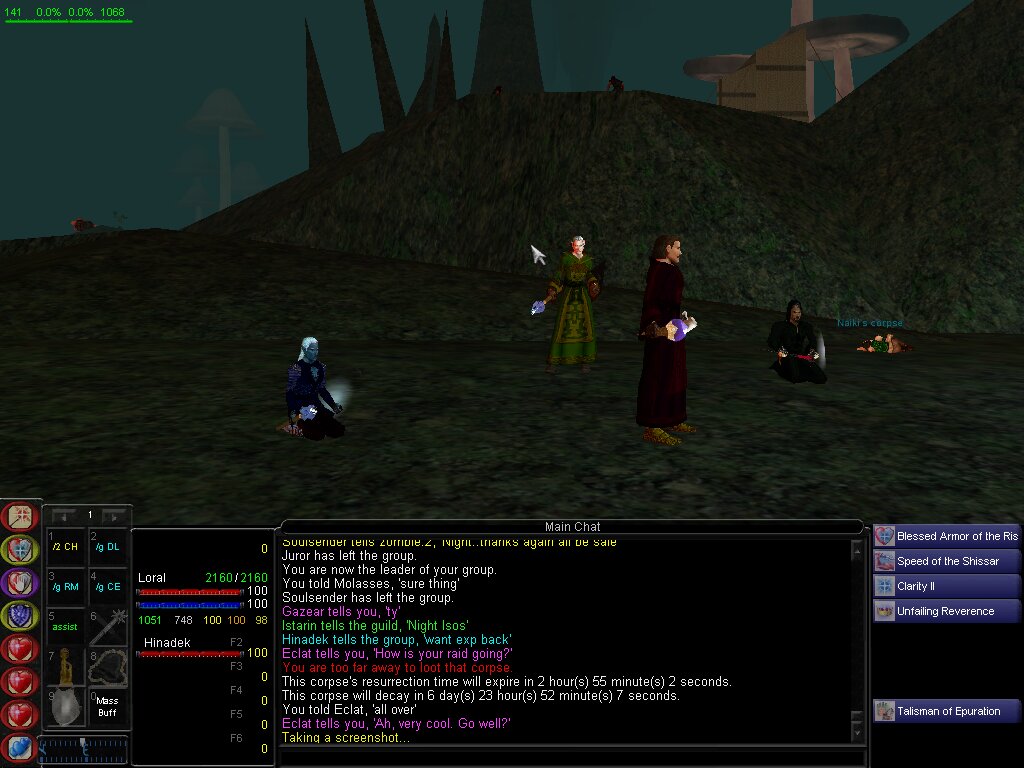 141 0.0% 0.0% 1068
Naiki's corpse
1
1
/2 CH
2
/g DL
3
/g RM
4
/g CE
5
assist
6
7
8
9
0
Mass
Buff
0
Loral 2160/2160
100
100
1051 748 100 100 98
Hinadek F2
100
F3
0
F4
0
F5
0
F6
0
Main Chat
Soulsender tells zombie:2, 'Night..thanks again all be safe'
Juror has left the group.
You are now the leader of your group.
You told Molasses, 'sure thing'
Soulsender has left the group.
Gazear tells you, 'ty'
Istarin tells the guild, 'Night Isos'
Hinadek tells the group, 'want exp back'
Eclat tells you, 'How is your raid going?'
You are too far away to loot that corpse.
This corpse's resurrection time will expire in 2 hour(s) 55 minute(s) 2 seconds.
This corpse will decay in 6 day(s) 23 hour(s) 52 minute(s) 7 seconds.
You told Eclat, 'all over'
Eclat tells you, 'Ah, very cool. Go well?'
Taking a screenshot...
Blessed Armor of the Ris
Speed of the Shissar
Clarity II
Unfailing Reverence
Talisman of Epuration